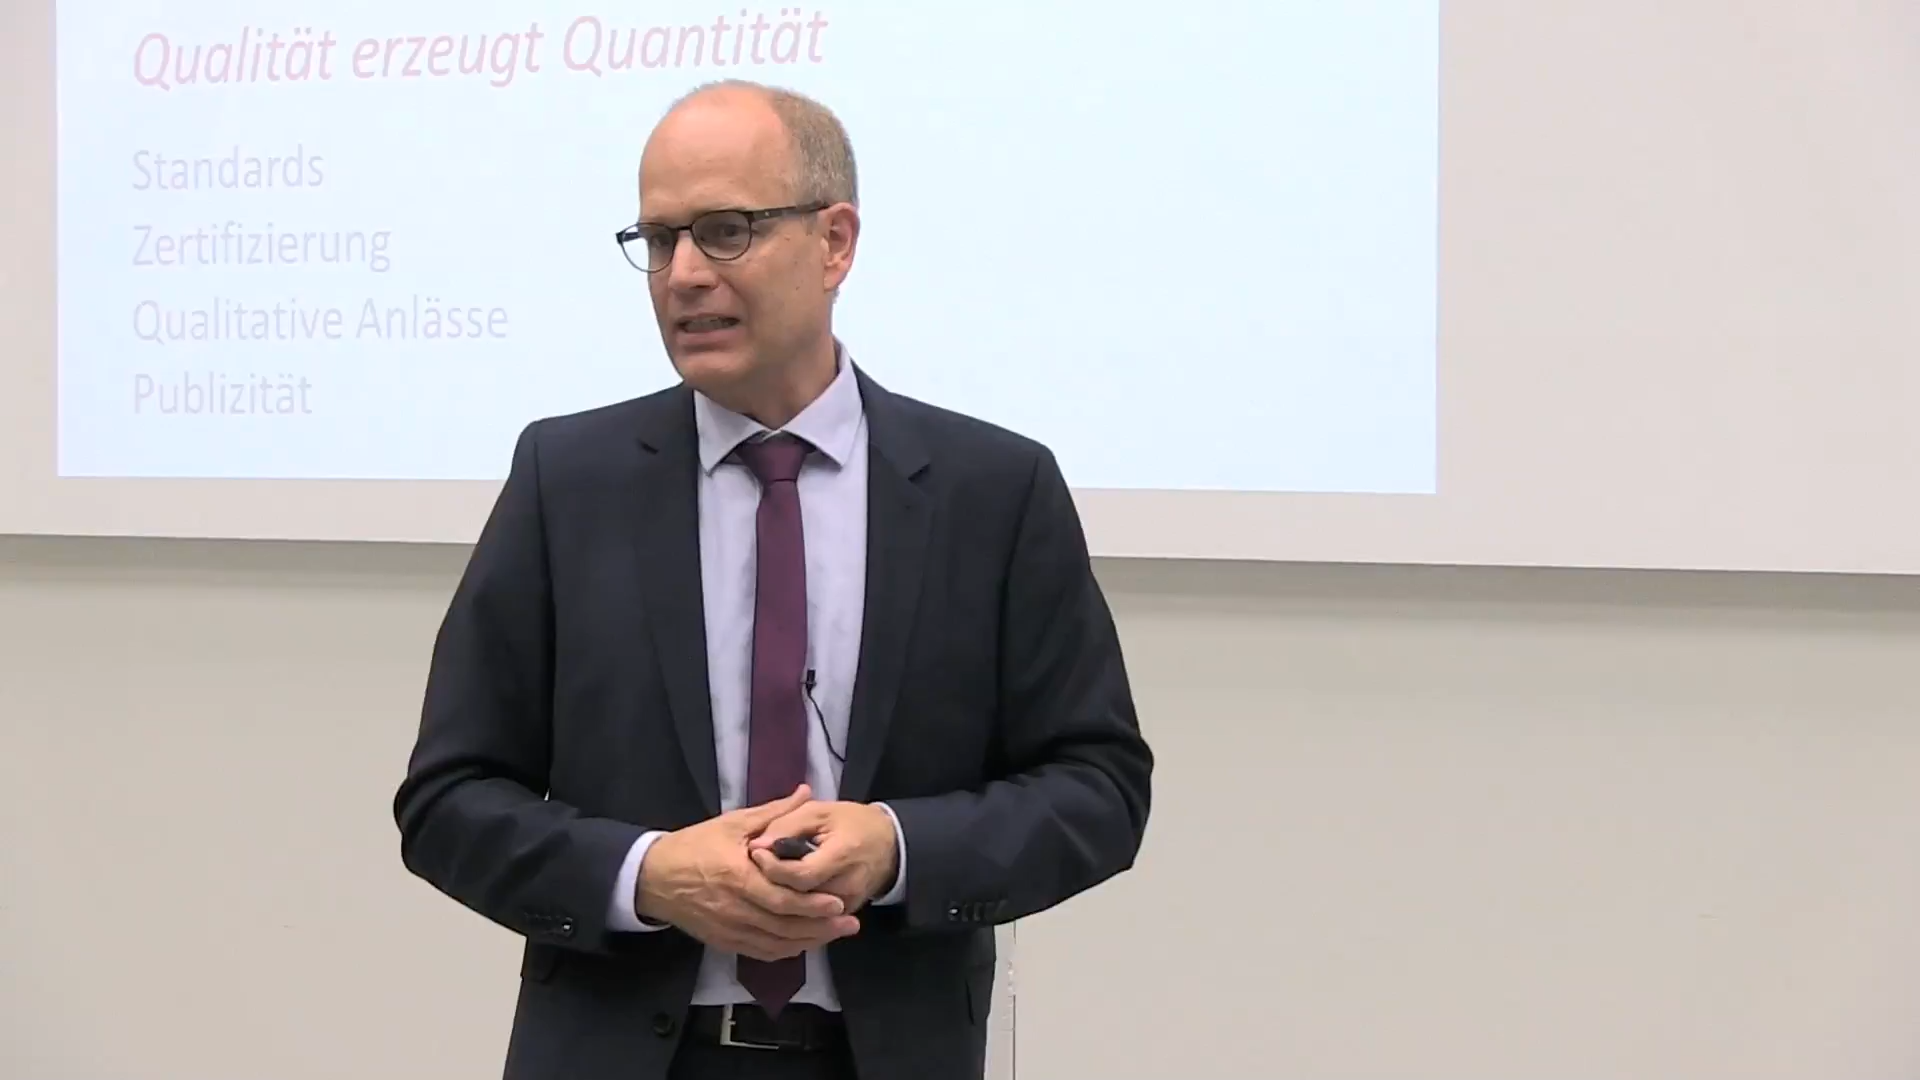 Qualität erzeugt Quantität
Standards
Zertifizierung
Qualitative Anlässe
Publizität